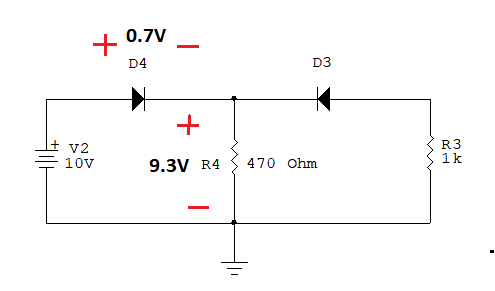 + 0.7V −
D4
D3
+
+ V2
10V
9.3V R4 470 Ohm
R3
1k
−